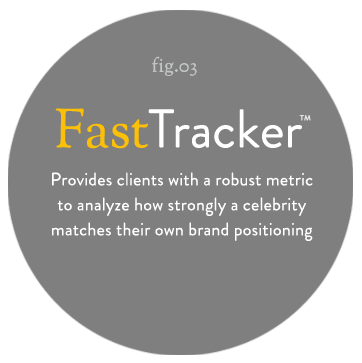 fig.03
FastTracker™
Provides clients with a robust metric
to analyze how strongly a celebrity
matches their own brand positioning